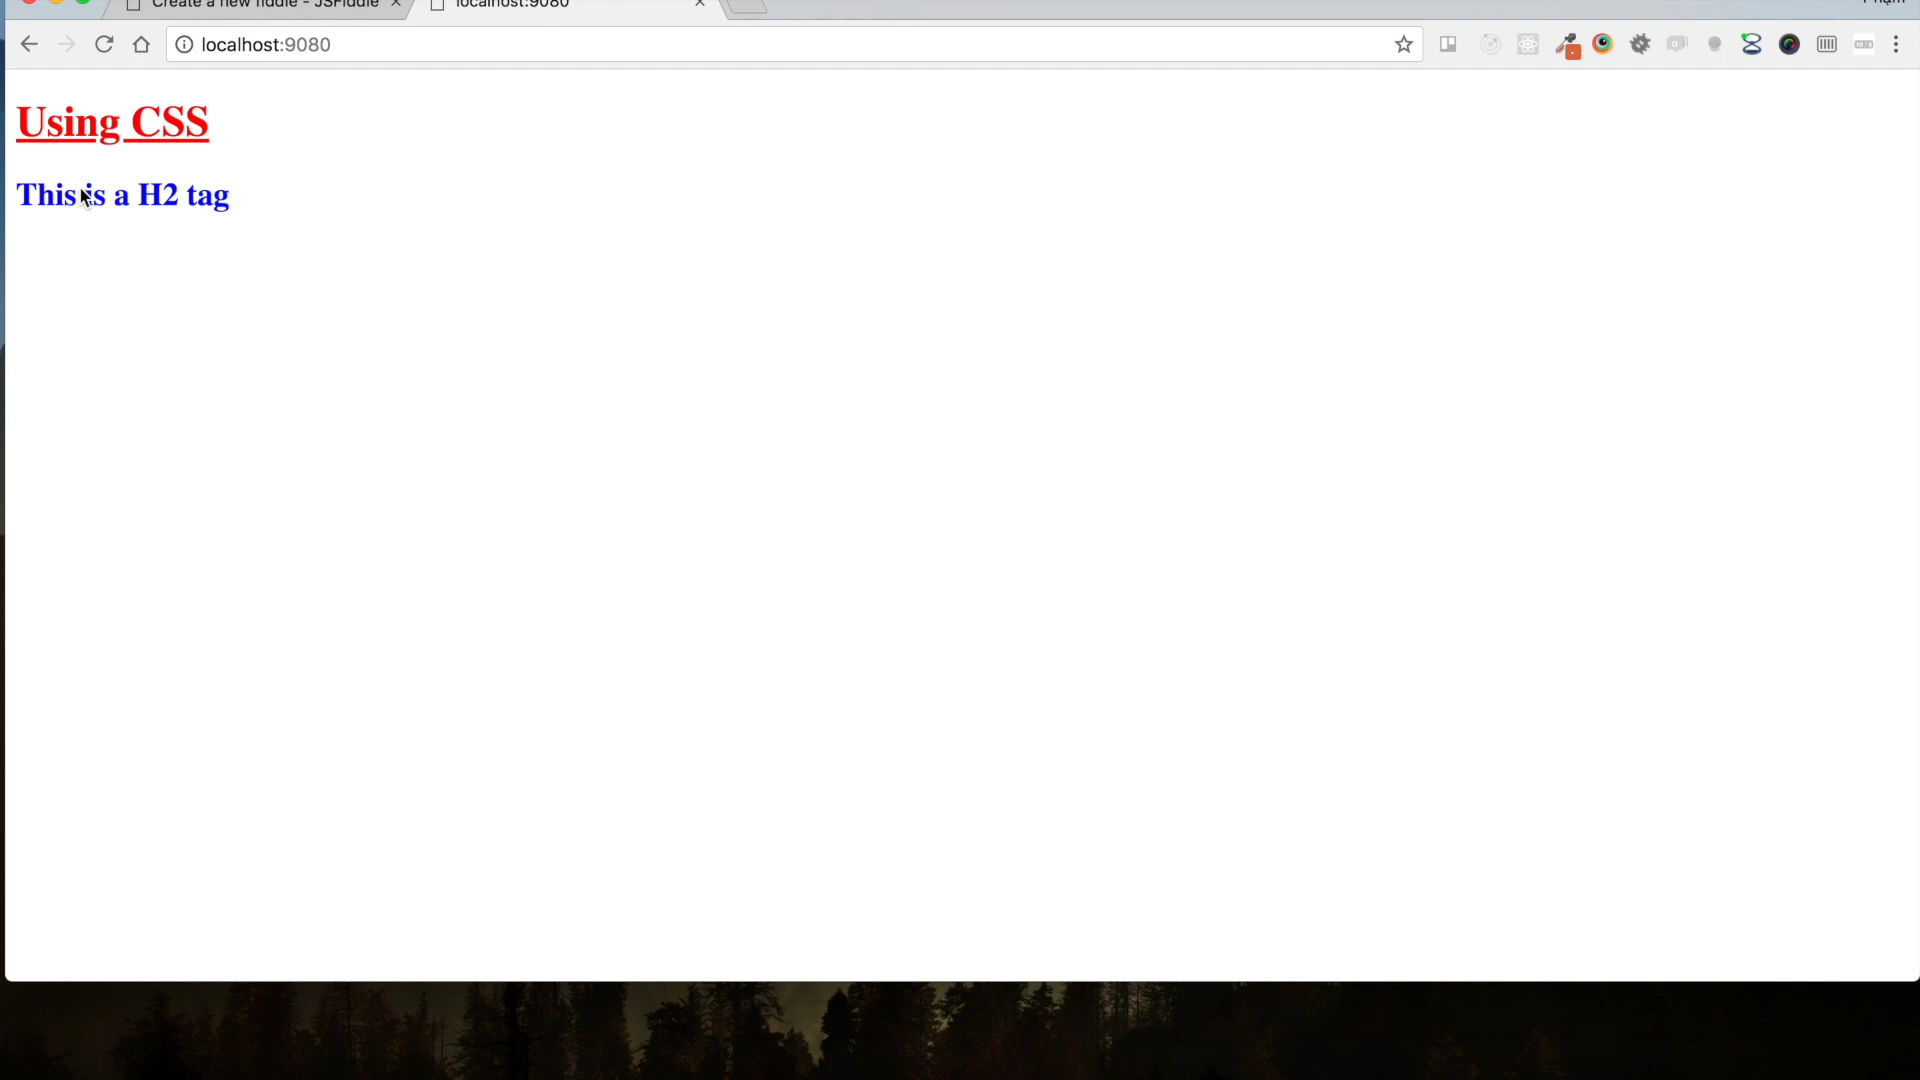 Create a new fiddle - JSFiddle
localhost:9080
localhost:9080
Using CSS
This is a H2 tag